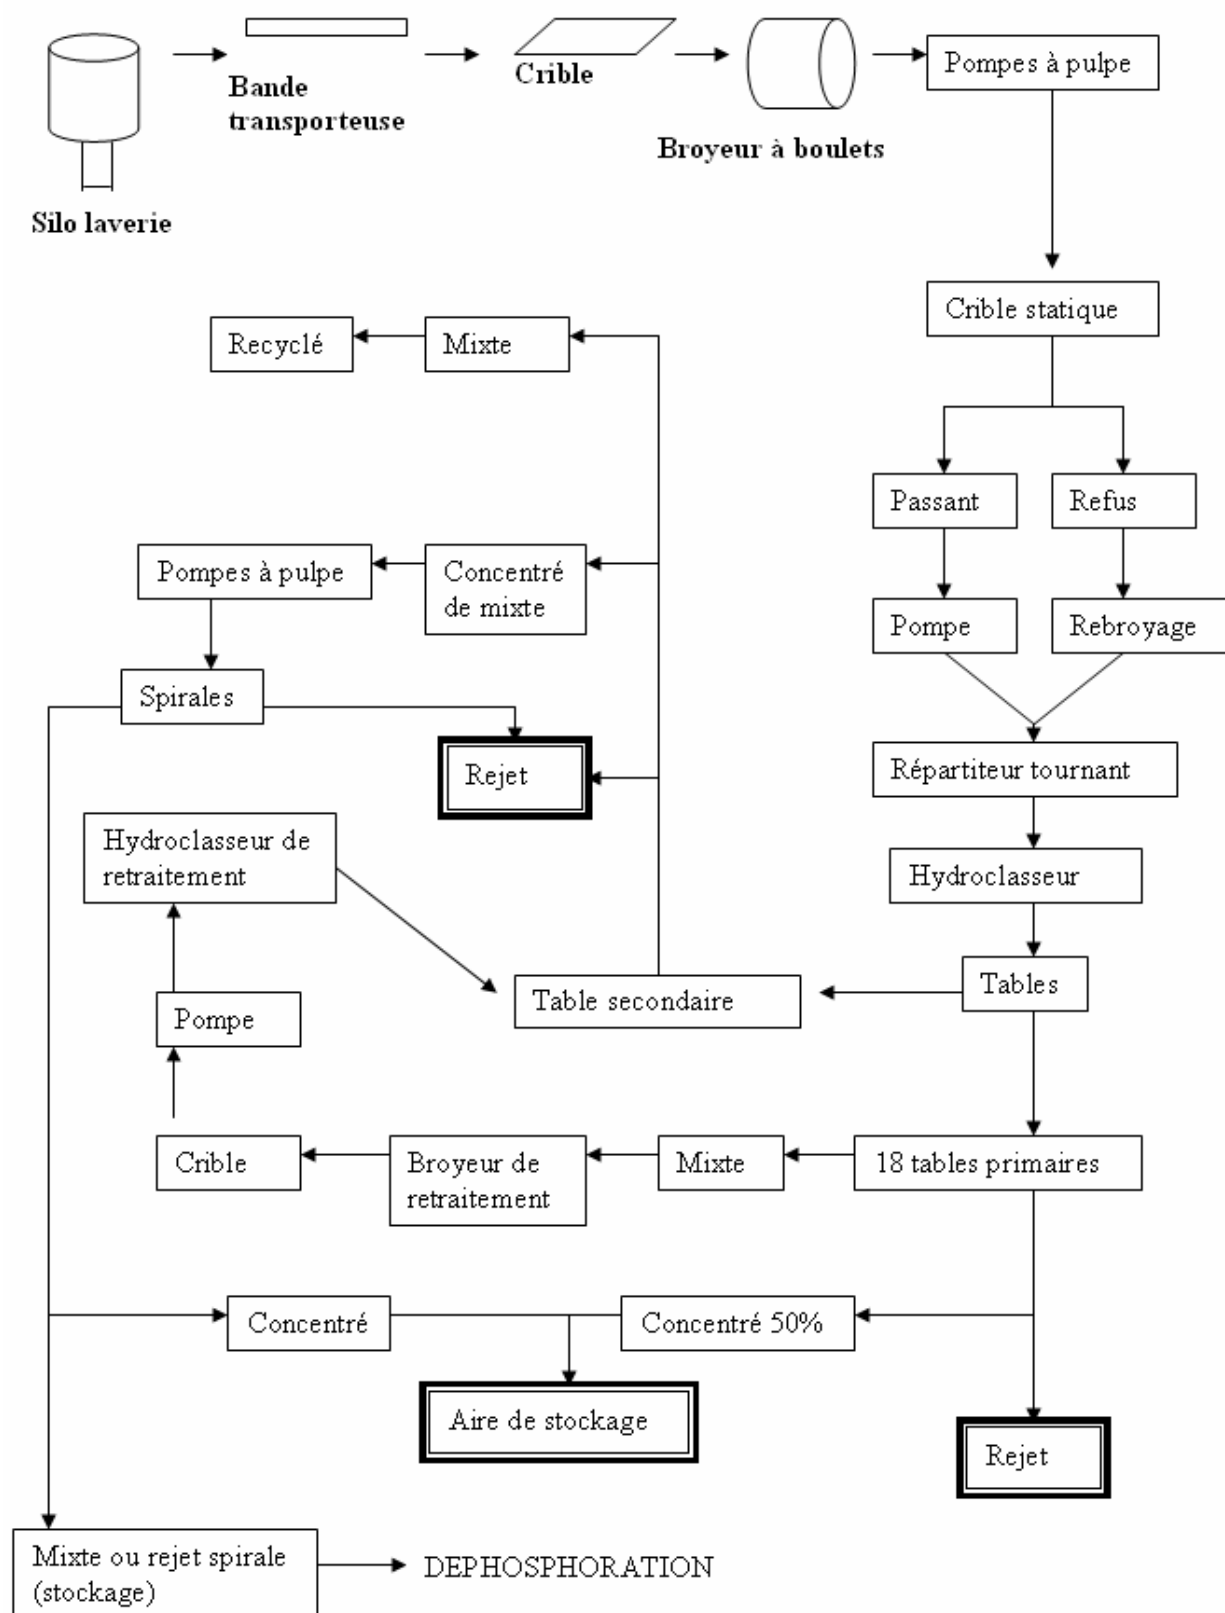 Bande
transporteuse
Crible
Pompes à pulpe
Broyeur à boulets
Silo laverie
Crible statique
Recyclé
Mixte
Passant
Refus
Pompes à pulpe
Concentré
de mixte
Pompe
Rebroyage
Spirales
Rejet
Répartiteur tournant
Hydroclasseur de
retraitement
Hydroclasseur
Tables
Table secondaire
Pompe
Crible
Broyeur de
retraitement
Mixte
18 tables primaires
Concentré
Concentré 50%
Aire de stockage
Rejet
Mixte ou rejet spirale
(stockage)
DEPHOSPHORATION